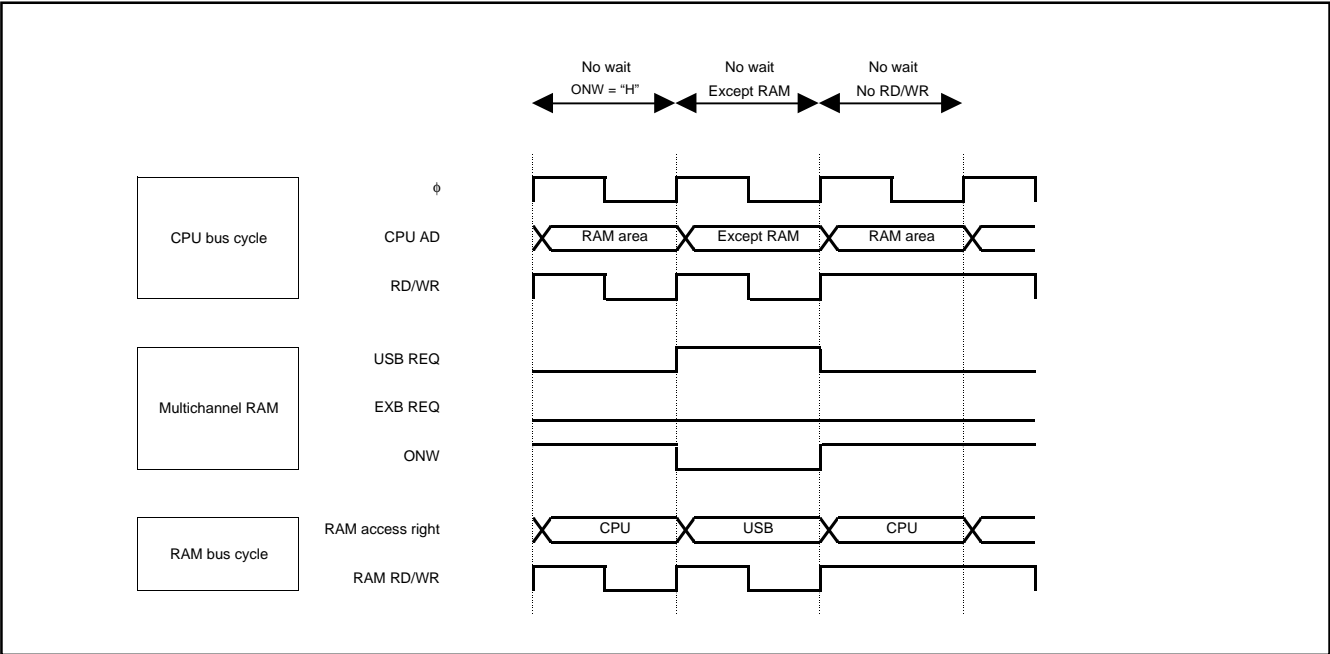 No wait No wait No wait
ONW = “H” Except RAM No RD/WR
ϕ
CPU bus cycle CPU AD RAM area Except RAM RAM area
RD/WR
USB REQ
Multichannel RAM EXB REQ
ONW
RAM access right CPU USB CPU
RAM bus cycle
RAM RD/WR